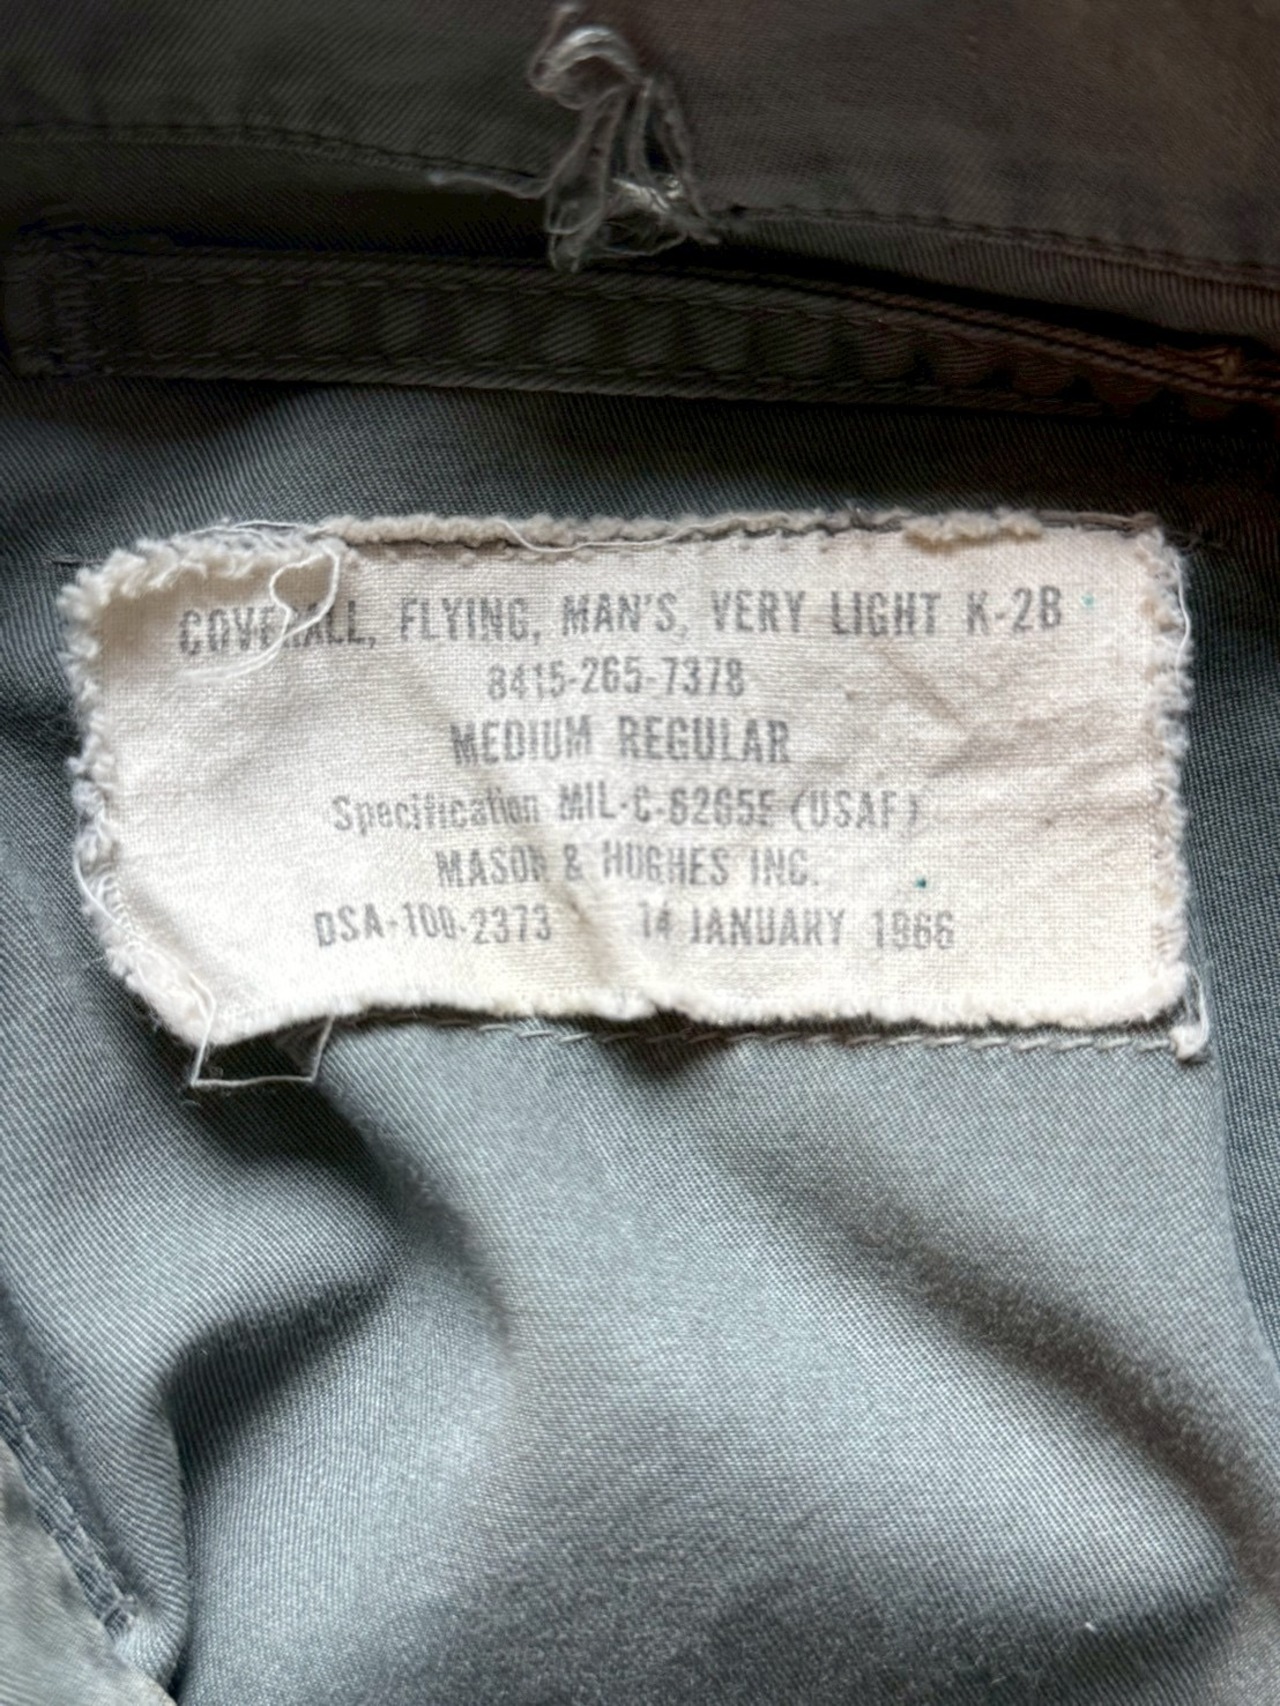 COVERALL, FLYING, MAN'S, VERY LIGHT K-2B
8415-265-7378
MEDIUM REGULAR
Specification MIL-C-6265E (USAF)
MASON & HUGHES INC.
DSA-100-2373 14 JANUARY 1966